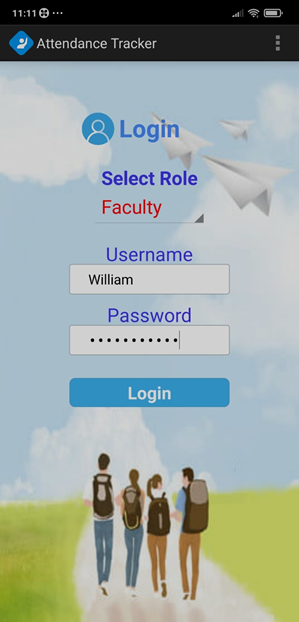 11:11
Attendance Tracker
Login
Select Role
Faculty
Username
William
Password
•••••••••••
Login